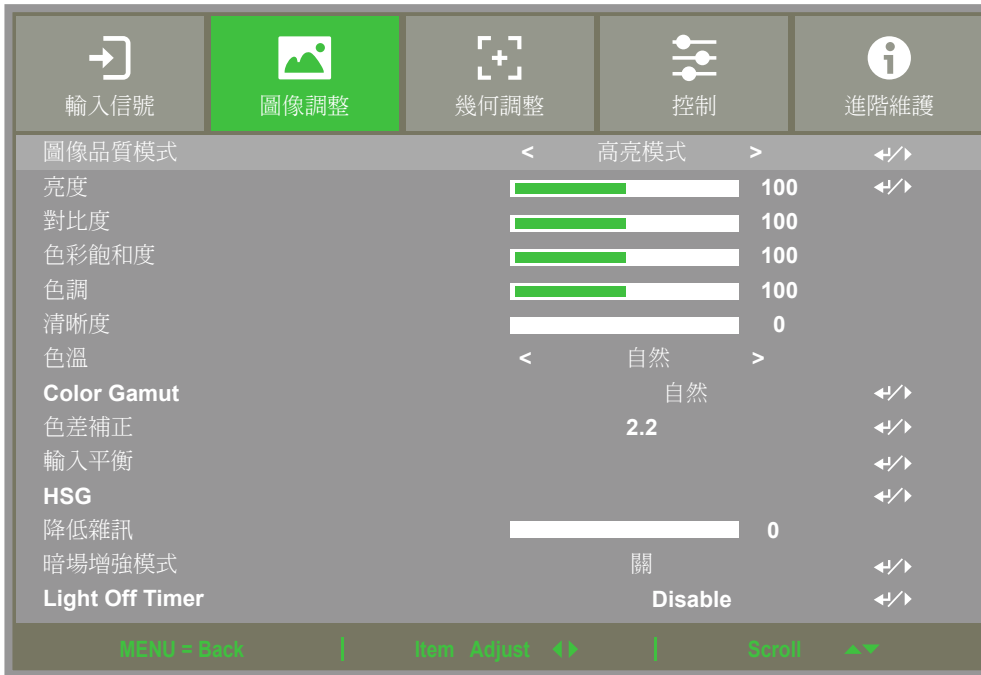 輸入信號 圖像調整 幾何調整 控制 進階維護
圖像品質模式 < 高亮模式 >
亮度 100
對比度 100
色彩飽和度 100
色調 100
清晰度 0
色溫 < 自然 >
Color Gamut 自然
色差補正 2.2
輸入平衡
HSG
降低雜訊 0
暗場增強模式 關
Light Off Timer Disable
MENU = Back | Item Adjust | Scroll